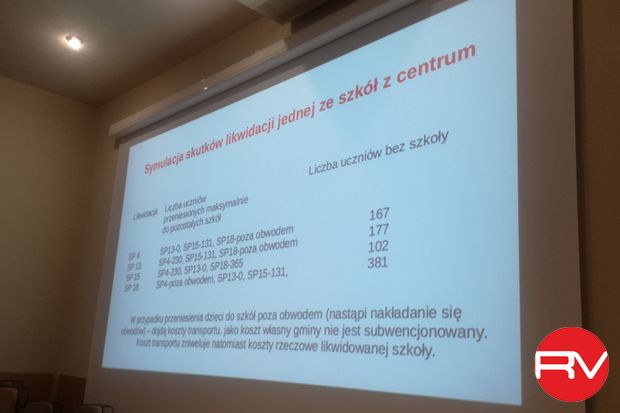 Symulacja skutków likwidacji jednej ze szkół z centrum
Likwidacja Liczba uczniów Liczba uczniów bez szkoły
przeniesionych maksymalnie
do pozostałych szkół
SP 4 SP13-0, SP15-131, SP18-poza obwodem 167
SP 13 SP4-230, SP15-131, SP18-poza obwodem 177
SP 15 SP4-230, SP13-0, SP18-365 102
SP 18 SP4-poza obwodem, SP13-0, SP15-131, 381
W przypadku przeniesienia dzieci do szkół poza obwodem (nastąpi nakładanie się
obwodów) – dojdą koszty transportu, jako koszt własny gminy nie jest subwencjonowany.
Koszt transportu zniweluje natomiast koszty rzeczowe likwidowanej szkoły.
RV